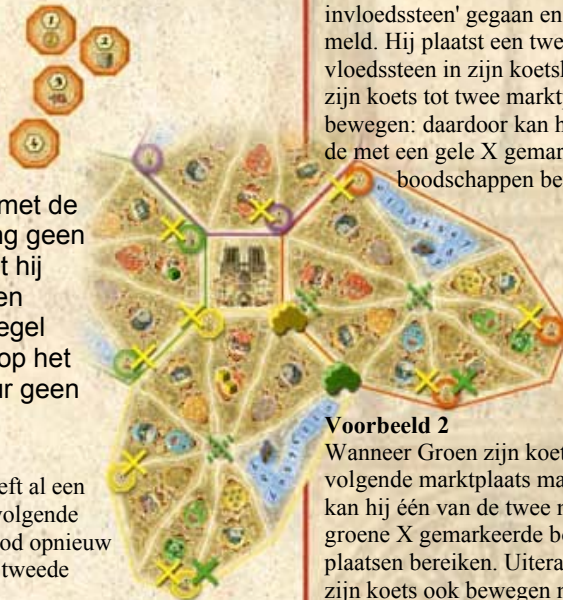 met de
ng geen
t hij
en
egel
op het
ur geen
eft al een
volgende
od opnieuw
tweede
invloedssteen' gegaan en
meld. Hij plaatst een twe
vloedssteen in zijn koetsl
zijn koets tot twee markt
bewegen: daardoor kan h
de met een gele X gemar
boodschappen be
Voorbeeld 2
Wanneer Groen zijn koet
volgende marktplaats ma
kan hij één van de twee n
groene X gemarkeerde bo
plaatsen bereiken. Uitera
zijn koets ook bewegen n